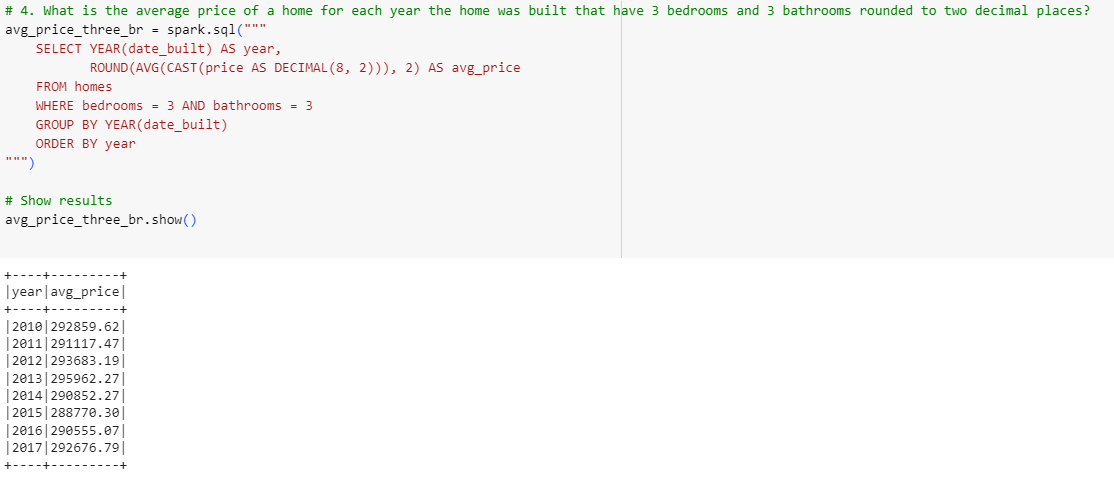 # 4. What is the average price of a home for each year the home was built that have 3 bedrooms and 3 bathrooms rounded to two decimal places?
avg_price_three_br = spark.sql("""
    SELECT YEAR(date_built) AS year,
           ROUND(AVG(CAST(price AS DECIMAL(8, 2))), 2) AS avg_price
    FROM homes
    WHERE bedrooms = 3 AND bathrooms = 3
    GROUP BY YEAR(date_built)
    ORDER BY year
""")
# Show results
avg_price_three_br.show()
+----+---------+
|year|avg_price|
+----+---------+
|2010|292859.62|
|2011|291117.47|
|2012|293683.19|
|2013|295962.27|
|2014|290852.27|
|2015|288770.30|
|2016|290555.07|
|2017|292676.79|
+----+---------+